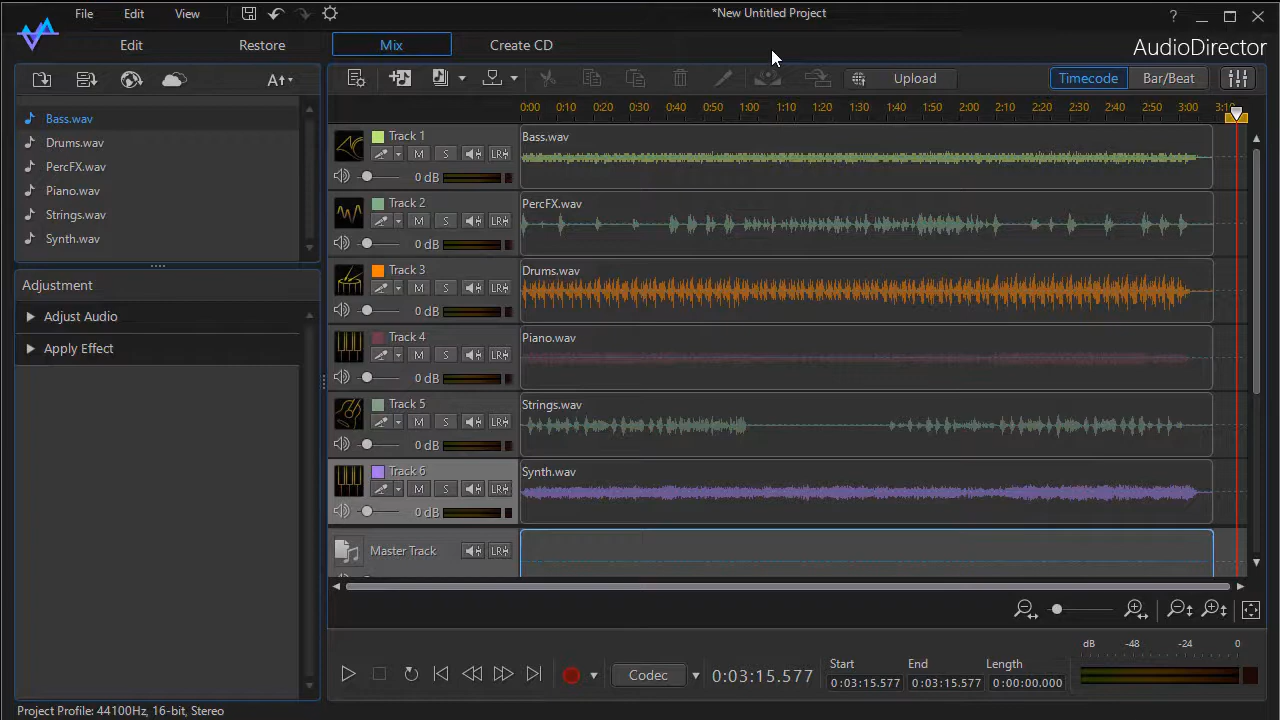 File Edit View *New Untitled Project ?
AudioDirector
Edit Restore Mix Create CD
Upload Timecode Bar/Beat
0:00 0:10 0:20 0:30 0:40 0:50 1:00 1:10 1:20 1:30 1:40 1:50 2:00 2:10 2:20 2:30 2:40 2:50 3:00 3:10
Bass.wav
Drums.wav
PercFX.wav
Piano.wav
Strings.wav
Synth.wav
Adjustment
Adjust Audio
Apply Effect
Track 1 Bass.wav
M S LR
0 dB
Track 2 PercFX.wav
M S LR
0 dB
Track 3 Drums.wav
M S LR
0 dB
Track 4 Piano.wav
M S LR
0 dB
Track 5 Strings.wav
M S LR
0 dB
Track 6 Synth.wav
M S LR
0 dB
Master Track LR
dB -48 -24 0
Codec 0:03:15.577
Start End Length
0:03:15.577 0:03:15.577 0:00:00.000
Project Profile: 44100Hz, 16-bit, Stereo